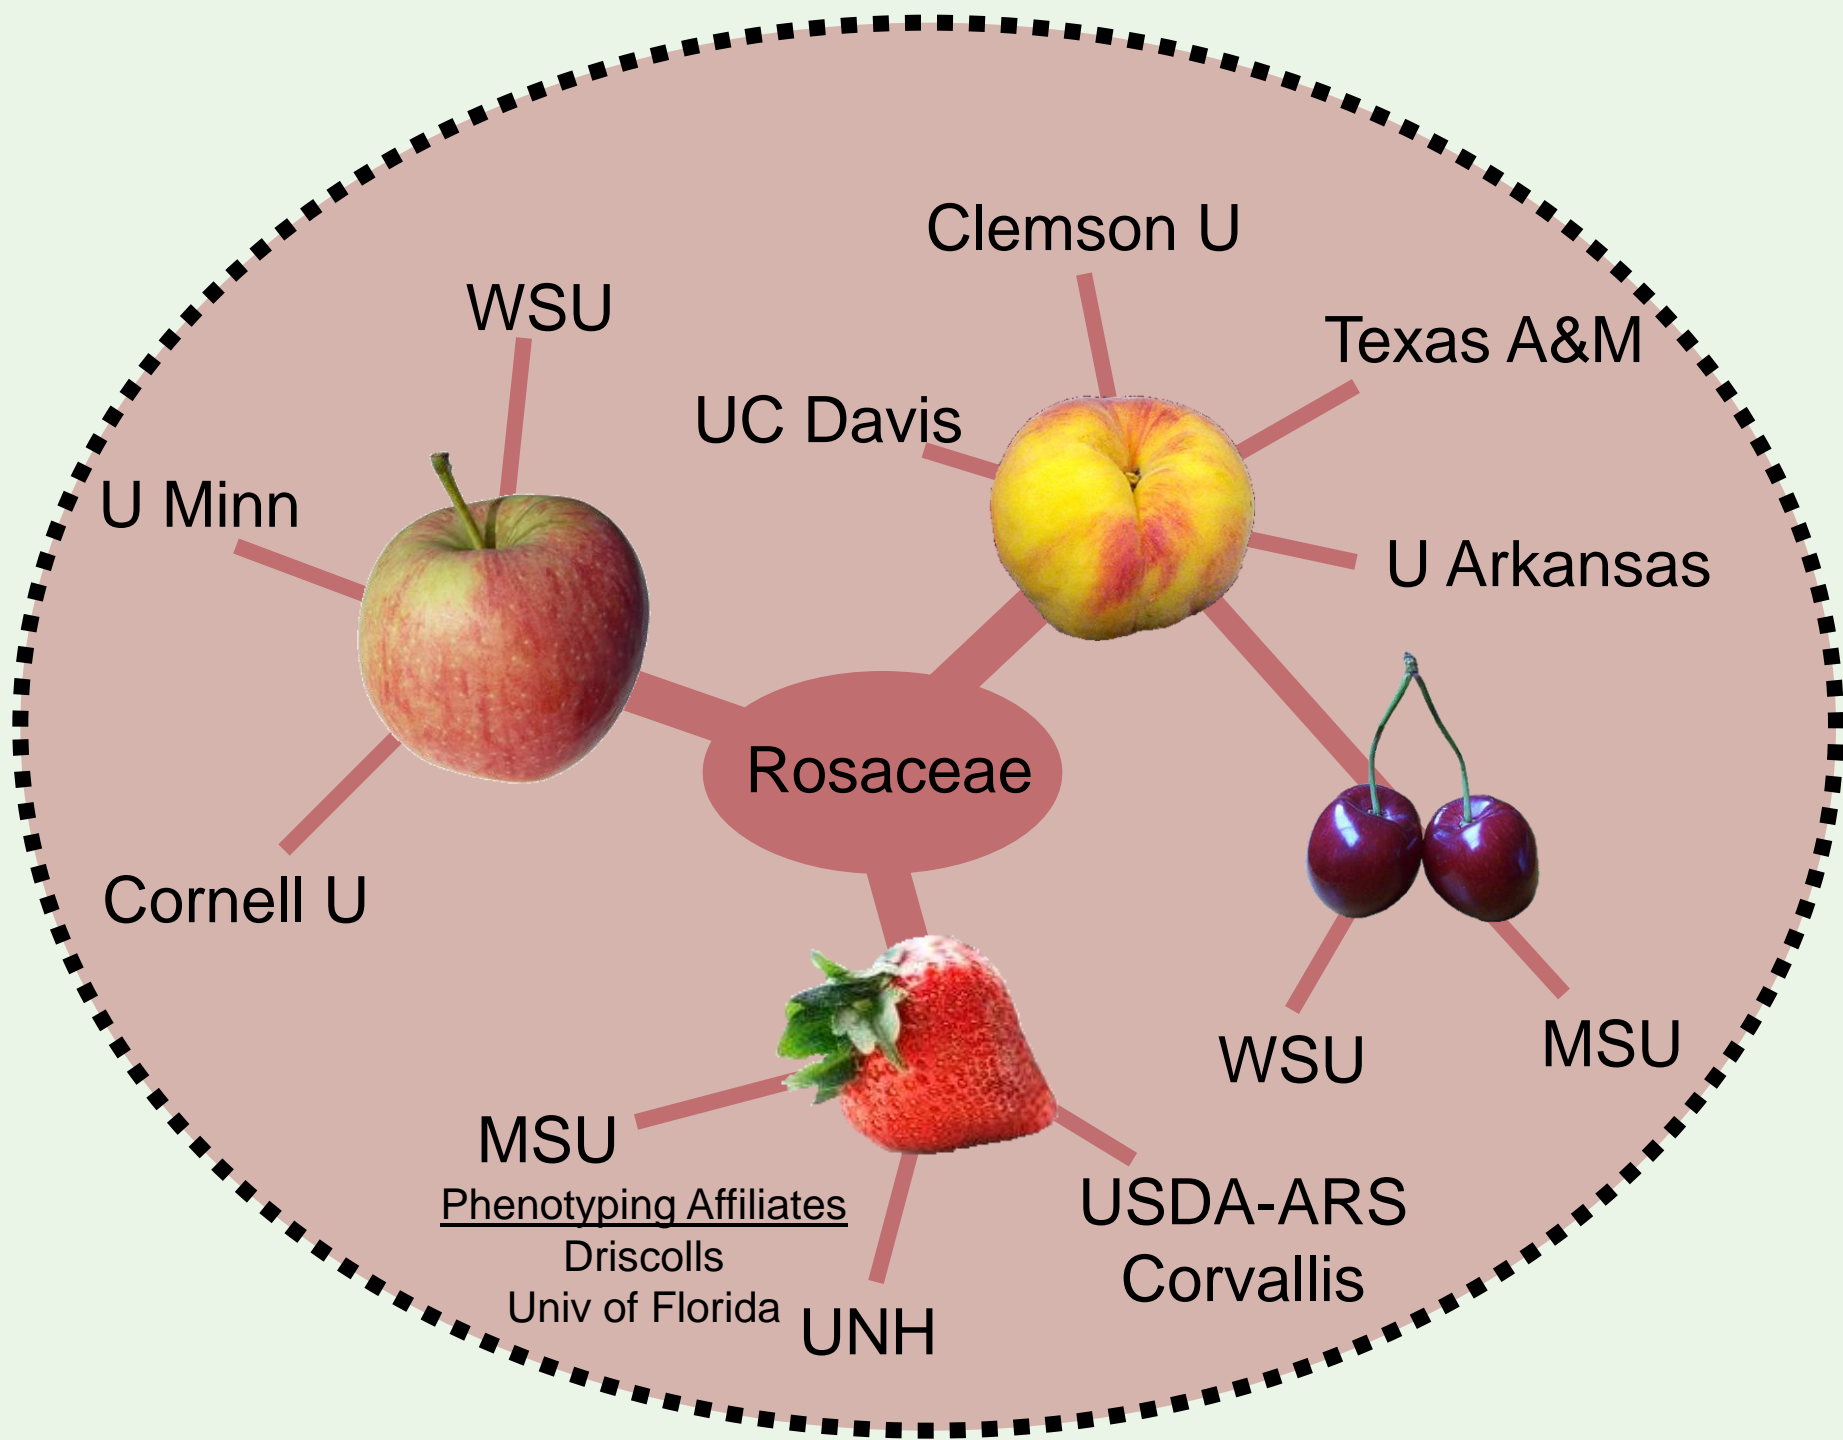 Clemson U
WSU
Texas A&M
UC Davis
U Minn
U Arkansas
Rosaceae
Cornell U
WSU
MSU
MSU
Phenotyping Affiliates
Driscolls
Univ of Florida
UNH
USDA-ARS
Corvallis